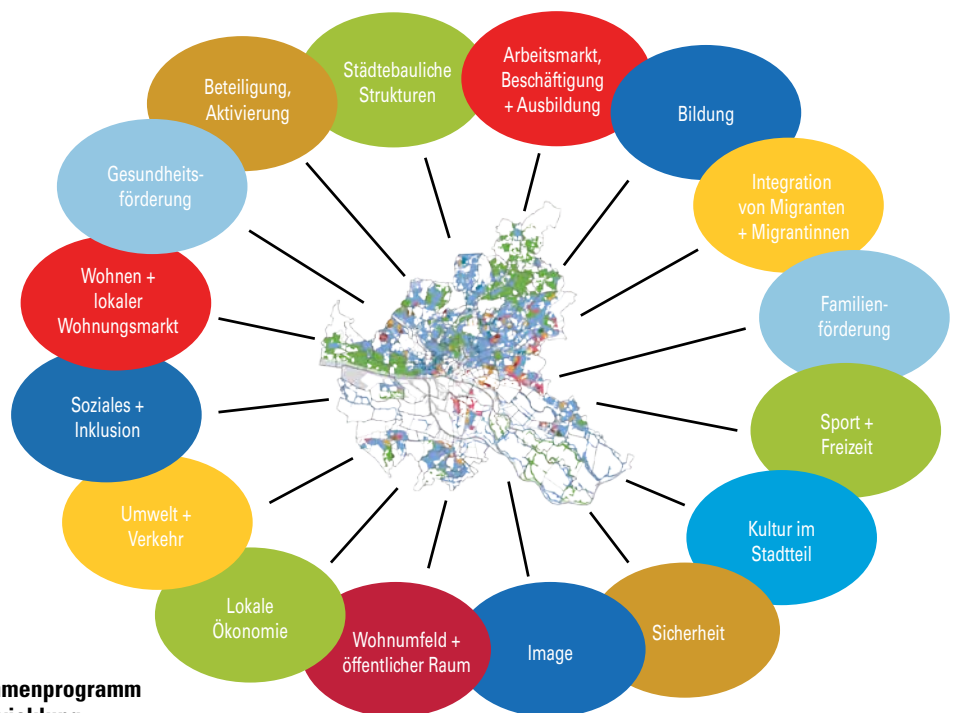 Städtebauliche
Strukturen
Arbeitsmarkt,
Beschäftigung
+ Ausbildung
Bildung
Integration
von Migranten
+ Migrantinnen
Familien-
förderung
Sport +
Freizeit
Kultur im
Stadtteil
Sicherheit
Image
Wohnumfeld +
öffentlicher Raum
Lokale
Ökonomie
Umwelt +
Verkehr
Soziales +
Inklusion
Wohnen +
lokaler
Wohnungsmarkt
Gesundheits-
förderung
Beteiligung,
Aktivierung
menprogramm